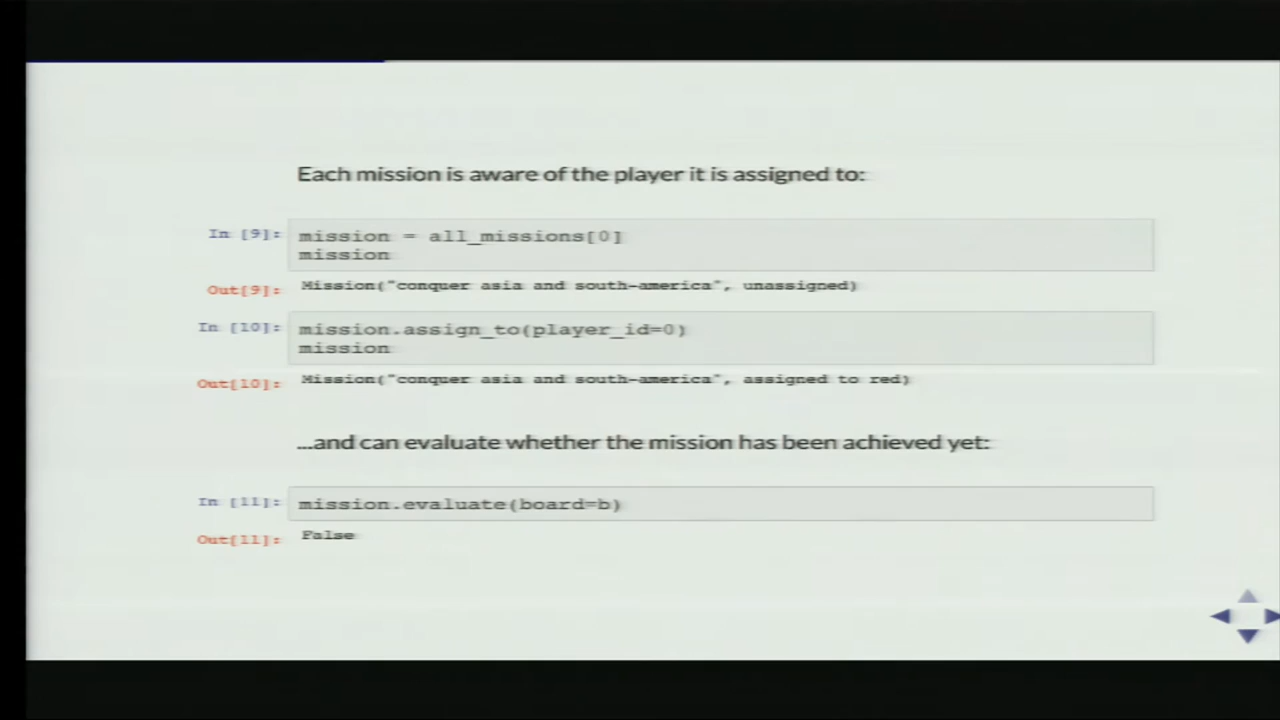 Each mission is aware of the player it is assigned to:
In [9]:
mission = all_missions[0]
mission
Out[9]:
Mission("conquer asia and south-america", unassigned)
In [10]:
mission.assign_to(player_id=0)
mission
Out[10]:
Mission("conquer asia and south-america", assigned to red)
...and can evaluate whether the mission has been achieved yet:
In [11]:
mission.evaluate(board=b)
Out[11]:
False